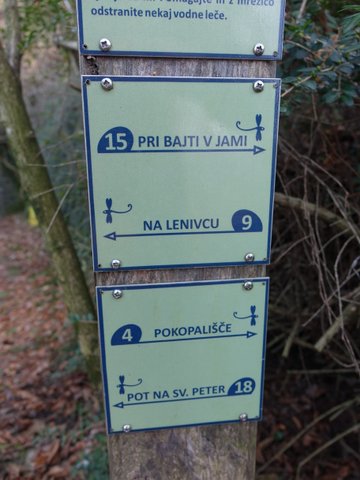 odstranite nekaj vodne leče.
15 PRI BAJTI V JAMI
NA LENIVCU 9
4 POKOPALIŠČE
POT NA SV. PETER 18